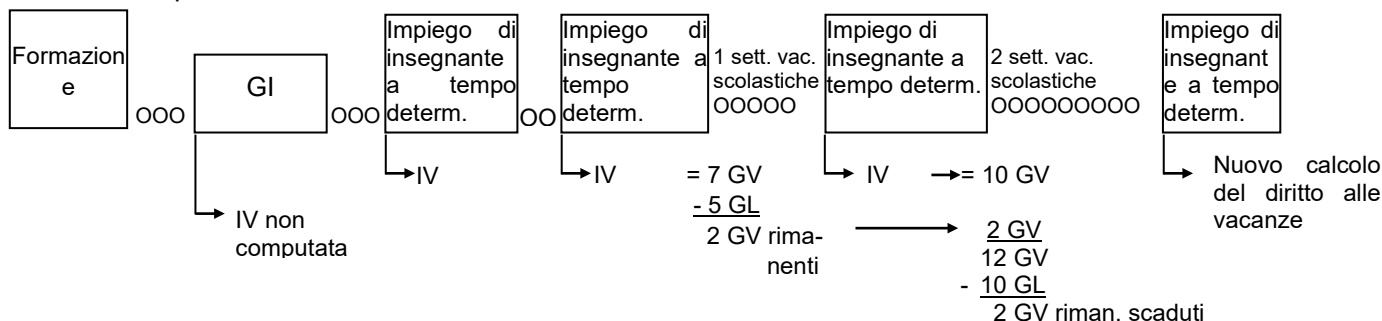 Formazion
e
OOO
GI
OOO
Impiego di
insegnante
a tempo
determ.
OO
Impiego di
insegnante a
tempo
determ.
1 sett. vac.
scolastiche
OOOOO
Impiego di
insegnante a
tempo determ.
2 sett. vac.
scolastiche
OOOOOOOOO
Impiego di
insegnant
e a tempo
determ.
IV non
computata
IV
IV
= 7 GV
- 5 GL
2 GV rima-
nenti
IV
= 10 GV
2 GV
12 GV
- 10 GL
2 GV riman. scaduti
Nuovo calcolo
del diritto alle
vacanze